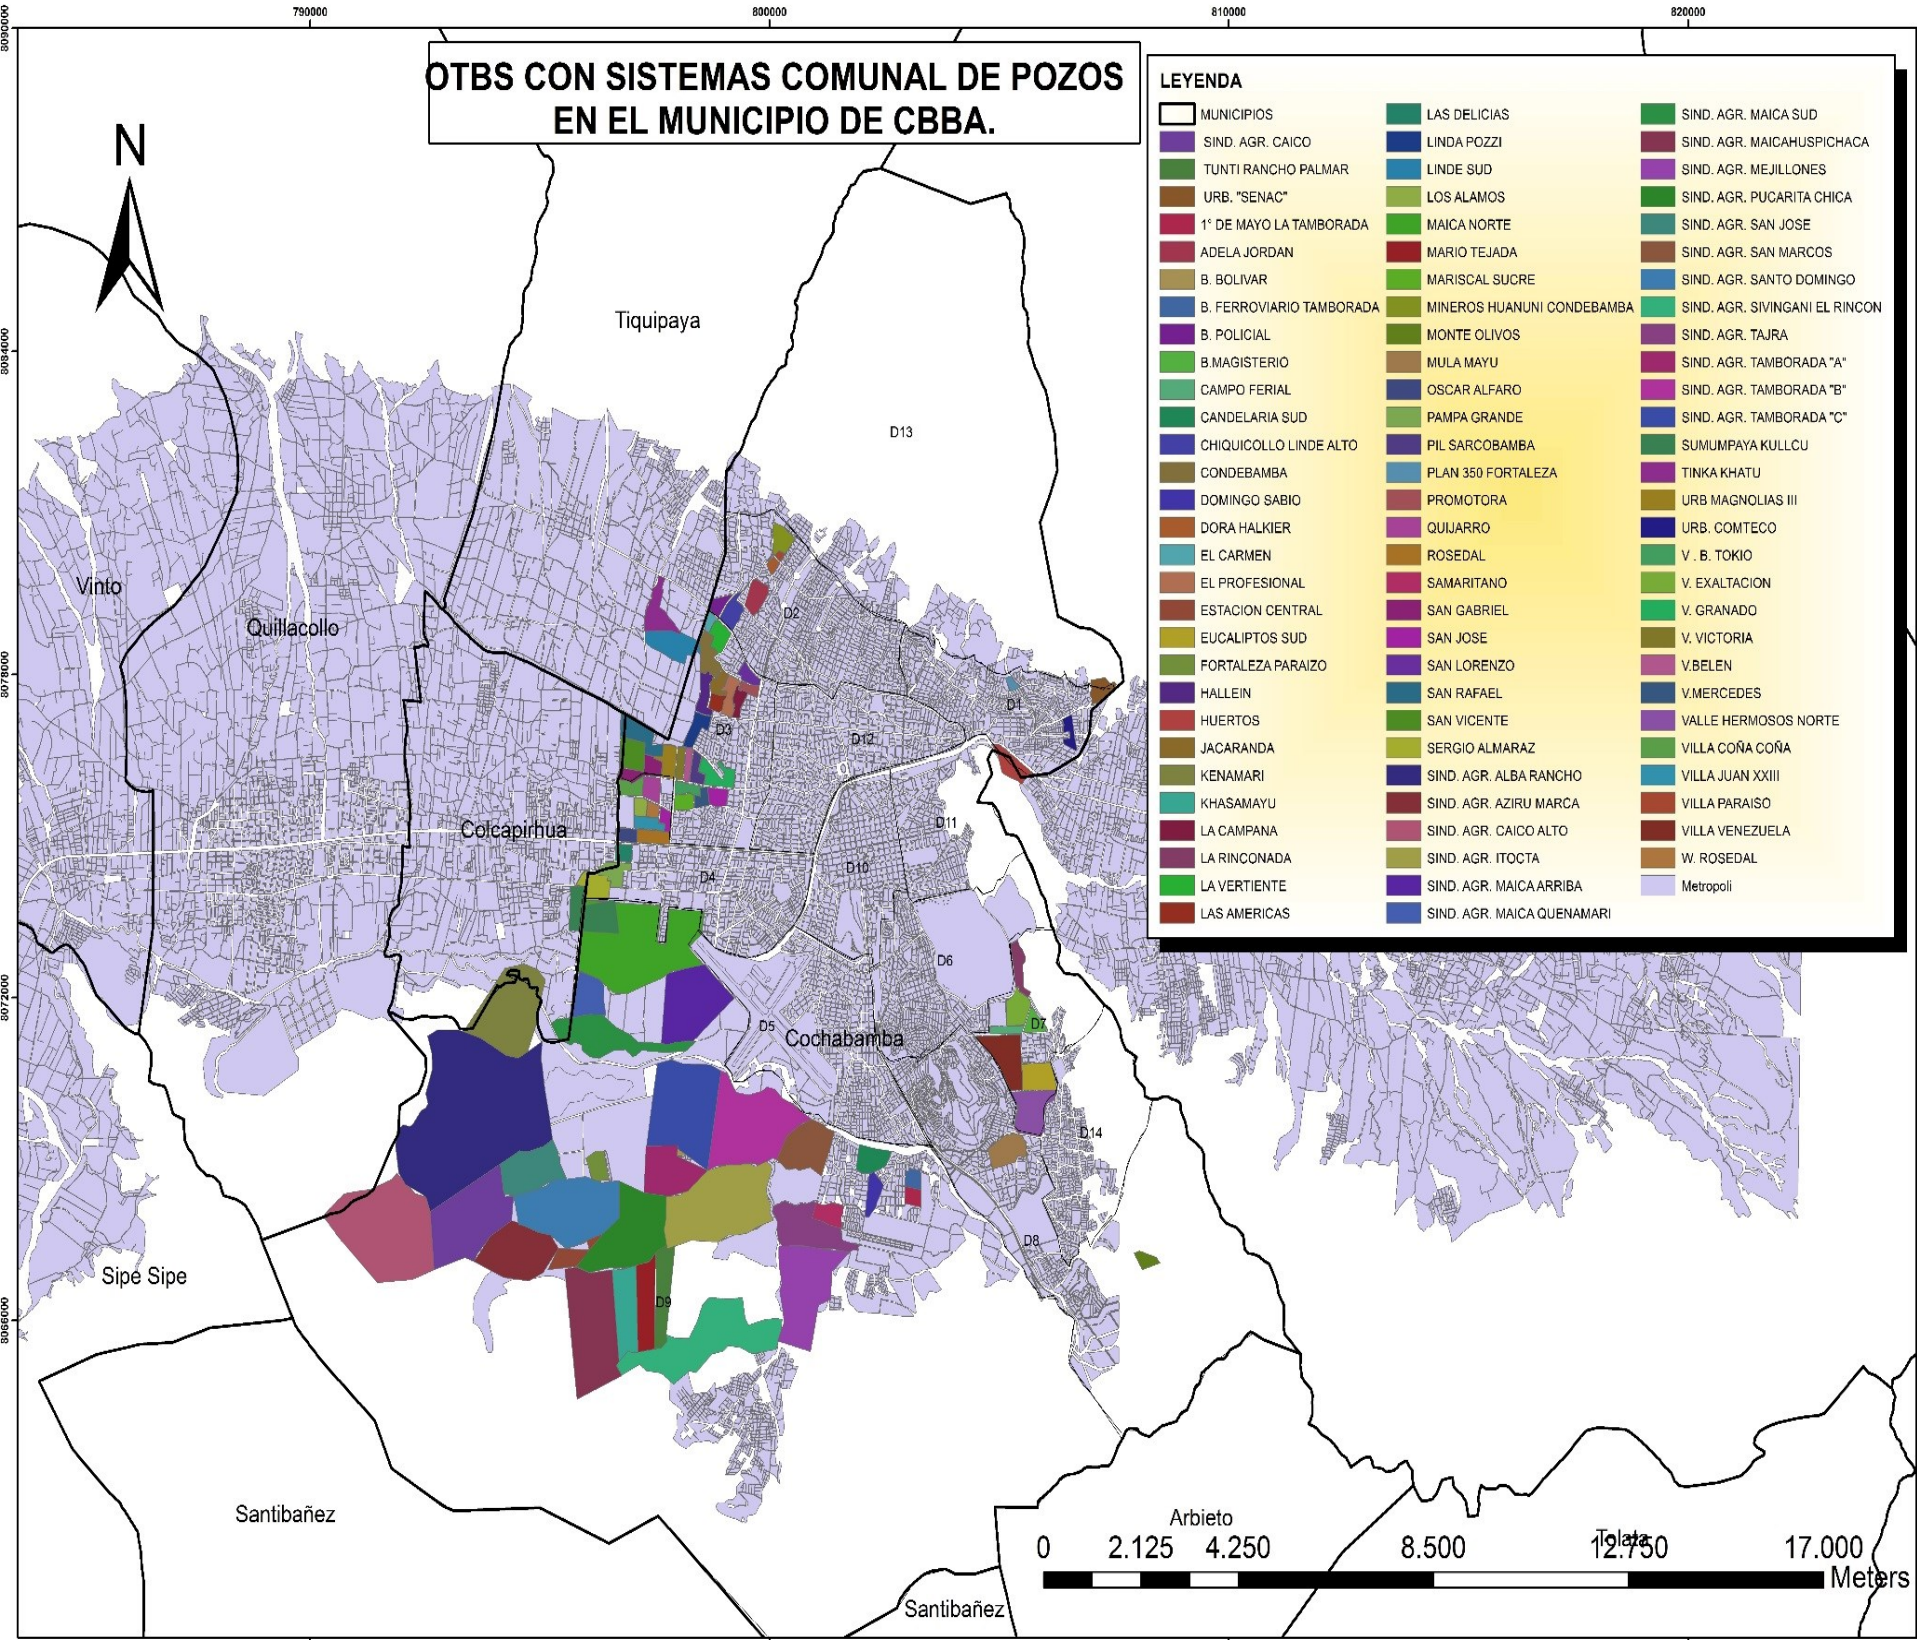 790000
800000
810000
820000
8090000
8084000
8078000
8072000
8066000
OTBS CON SISTEMAS COMUNAL DE POZOS
EN EL MUNICIPIO DE CBBA.
N
LEYENDA
MUNICIPIOS
SIND. AGR. CAICO
TUNTI RANCHO PALMAR
URB. "SENAC"
1° DE MAYO LA TAMBORADA
ADELA JORDAN
B. BOLIVAR
B. FERROVIARIO TAMBORADA
B. POLICIAL
B.MAGISTERIO
CAMPO FERIAL
CANDELARIA SUD
CHIQUICOLLO LINDE ALTO
CONDEBAMBA
DOMINGO SABIO
DORA HALKIER
EL CARMEN
EL PROFESIONAL
ESTACION CENTRAL
EUCALIPTOS SUD
FORTALEZA PARAIZO
HALLEIN
HUERTOS
JACARANDA
KENAMARI
KHASAMAYU
LA CAMPANA
LA RINCONADA
LA VERTIENTE
LAS AMERICAS
LAS DELICIAS
LINDA POZZI
LINDE SUD
LOS ALAMOS
MAICA NORTE
MARIO TEJADA
MARISCAL SUCRE
MINEROS HUANUNI CONDEBAMBA
MONTE OLIVOS
MULA MAYU
OSCAR ALFARO
PAMPA GRANDE
PIL SARCOBAMBA
PLAN 350 FORTALEZA
PROMOTORA
QUIJARRO
ROSEDAL
SAMARITANO
SAN GABRIEL
SAN JOSE
SAN LORENZO
SAN RAFAEL
SAN VICENTE
SERGIO ALMARAZ
SIND. AGR. ALBA RANCHO
SIND. AGR. AZIRU MARCA
SIND. AGR. CAICO ALTO
SIND. AGR. ITOCTA
SIND. AGR. MAICA ARRIBA
SIND. AGR. MAICA QUENAMARI
SIND. AGR. MAICA SUD
SIND. AGR. MAICAHUSPICHACA
SIND. AGR. MEJILLONES
SIND. AGR. PUCARITA CHICA
SIND. AGR. SAN JOSE
SIND. AGR. SAN MARCOS
SIND. AGR. SANTO DOMINGO
SIND. AGR. SIVINGANI EL RINCON
SIND. AGR. TAJRA
SIND. AGR. TAMBORADA "A"
SIND. AGR. TAMBORADA "B"
SIND. AGR. TAMBORADA "C"
SUMUMPAYA KULLCU
TINKA KHATU
URB MAGNOLIAS III
URB. COMTECO
V . B. TOKIO
V. EXALTACION
V. GRANADO
V. VICTORIA
V.BELEN
V.MERCEDES
VALLE HERMOSOS NORTE
VILLA COÑA COÑA
VILLA JUAN XXIII
VILLA PARAISO
VILLA VENEZUELA
W. ROSEDAL
Metropoli
Tiquipaya
D13
Vinto
Quillacollo
D2
D1
D3
D12
Colcapirhua
D11
D10
D4
D6
D7
D5
Cochabamba
D14
D8
Sipe Sipe
D9
Santibañez
Arbieto
Tolata
0 2.125 4.250 8.500 12.750 17.000
Meters
Santibañez